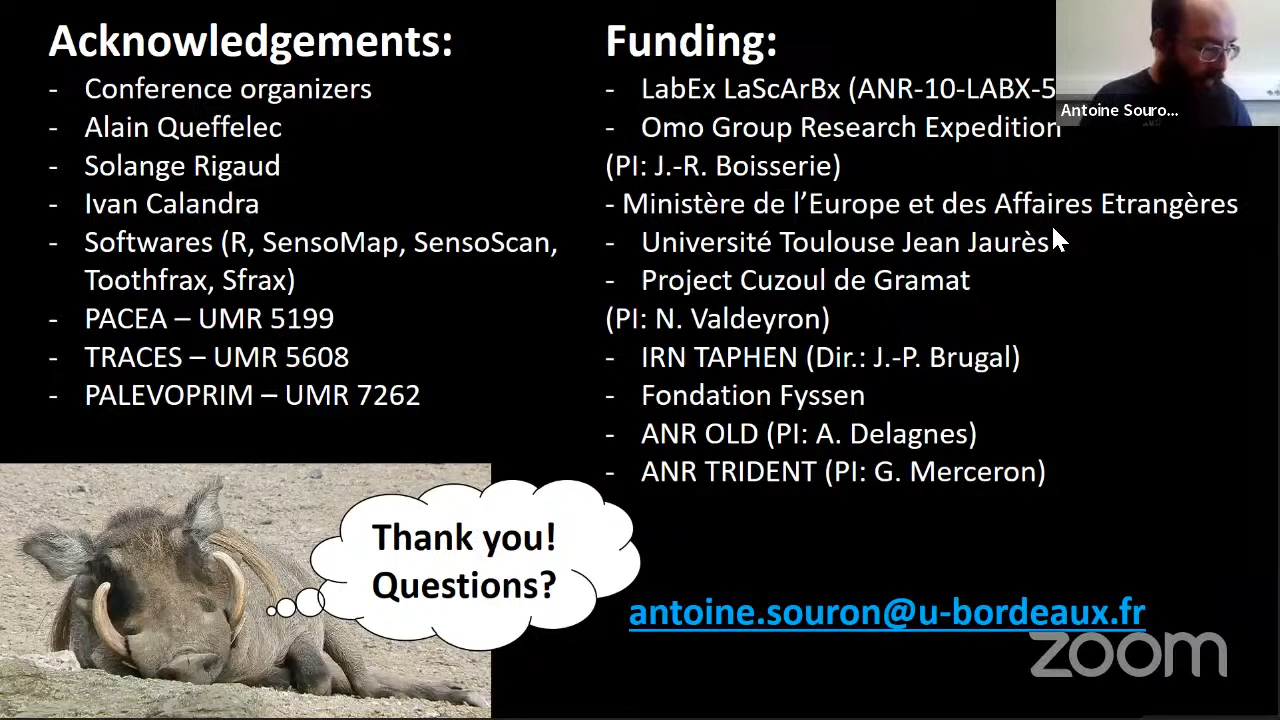 Acknowledgements:
- Conference organizers
- Alain Queffelec
- Solange Rigaud
- Ivan Calandra
- Softwares (R, SensoMap, SensoScan,
Toothfrax, Sfrax)
- PACEA – UMR 5199
- TRACES – UMR 5608
- PALEVOPRIM – UMR 7262
Funding:
- LabEx LaScArBx (ANR-10-LABX-5
- Omo Group Research Expedition
(PI: J.-R. Boisserie)
- Ministère de l’Europe et des Affaires Etrangères
- Université Toulouse Jean Jaurès
- Project Cuzoul de Gramat
(PI: N. Valdeyron)
- IRN TAPHEN (Dir.: J.-P. Brugal)
- Fondation Fyssen
- ANR OLD (PI: A. Delagnes)
- ANR TRIDENT (PI: G. Merceron)
Antoine Souro...
Thank you!
Questions?
antoine.souron@u-bordeaux.fr
zoom